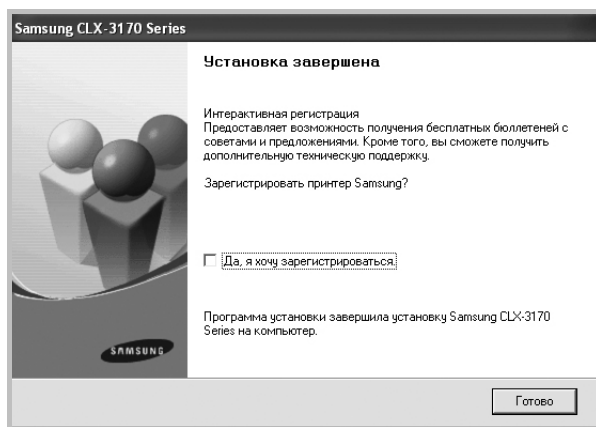 Samsung CLX-3170 Series
Установка завершена
Интерактивная регистрация
Предоставляет возможность получения бесплатных бюллетеней с
советами и предложениями. Кроме того, вы сможете получить
дополнительную техническую поддержку.
Зарегистрировать принтер Samsung?
Да, я хочу зарегистрироваться.
Программа установки завершила установку Samsung CLX-3170
Series на компьютер.
SAMSUNG
Готово